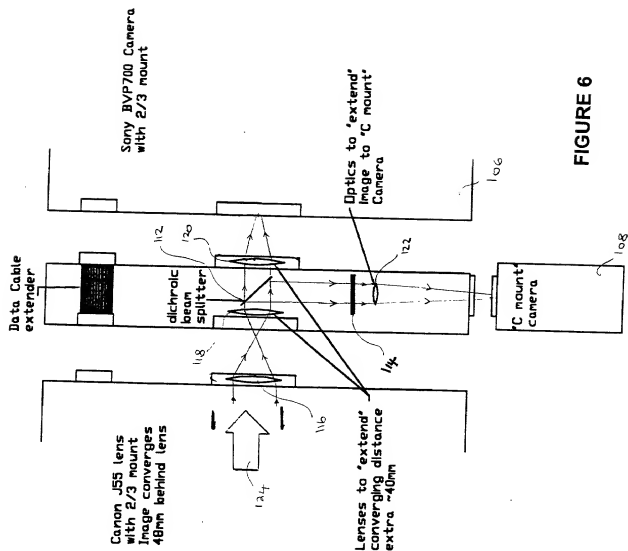 Data Cable
extender
Sony BVP700 Camera
with 2/3 mount
Canon J55 lens
with 2/3 mount
Image converges
48mm behind lens
dichroic
beam
splitter
112
120
118
116
124
114
122
106
108
Optics to "extend"
image to "C mount"
Camera
"C mount"
camera
Lenses to "extend"
converging distance
extra ~40mm
FIGURE 6